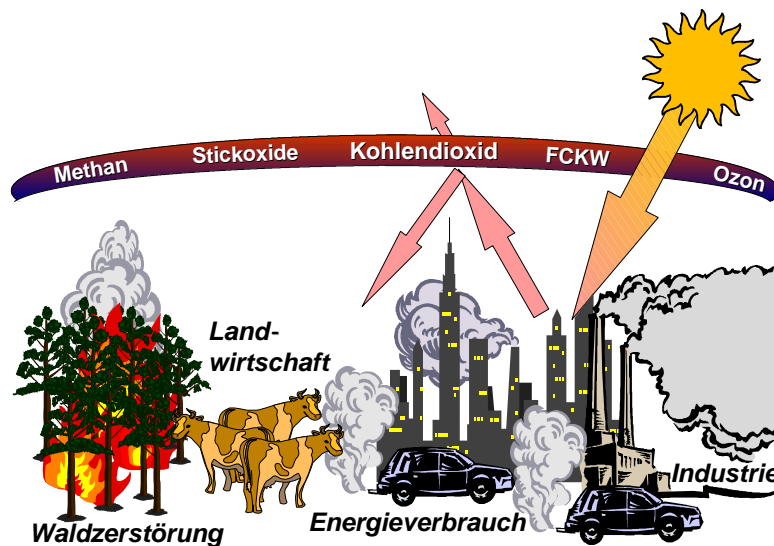 Methan
Stickoxide
Kohlendioxid
FCKW
Ozon
Land-
wirtschaft
Industrie
Energieverbrauch
Waldzerstörung